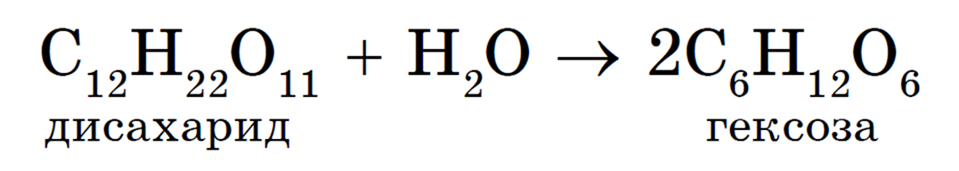 C₁₂H₂₂O₁₁ + H₂O → 2C₆H₁₂O₆
дисахарид гексоза